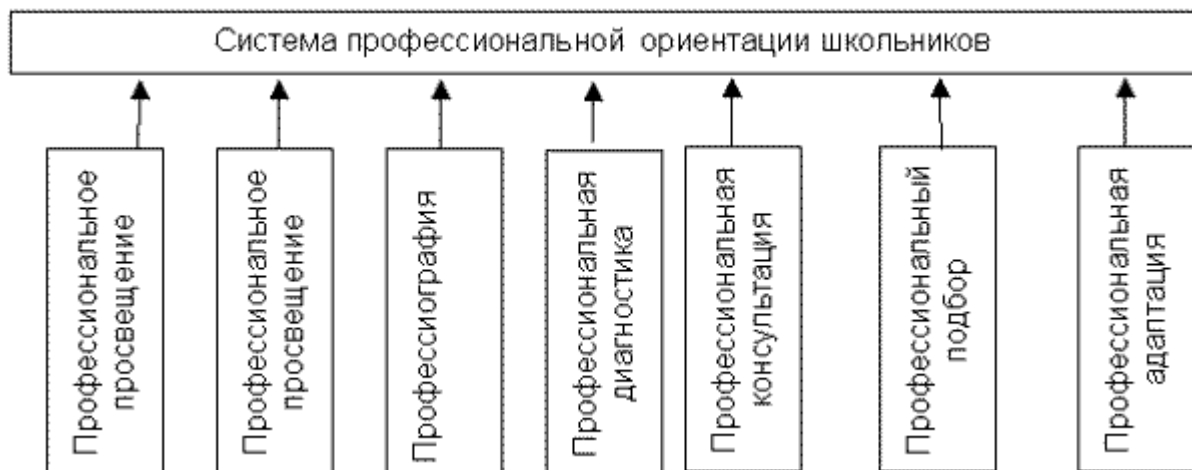 Система профессиональной ориентации школьников
Профессиональное
просвещение
Профессиональное
просвещение
Профессиография
Профессиональная
диагностика
Профессиональная
консультация
Профессиональный
подбор
Профессиональная
адаптация